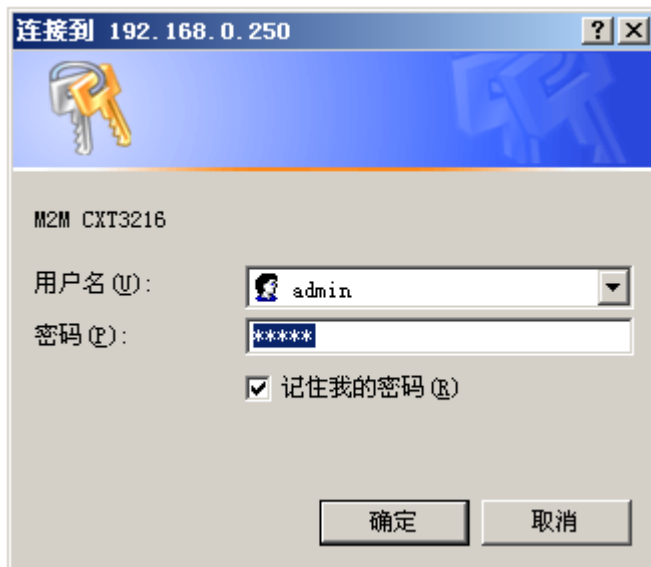 连接到 192.168.0.250
M2M CXT3216
用户名(U):
admin
密码(P):
*****
记住我的密码(R)
确定
取消